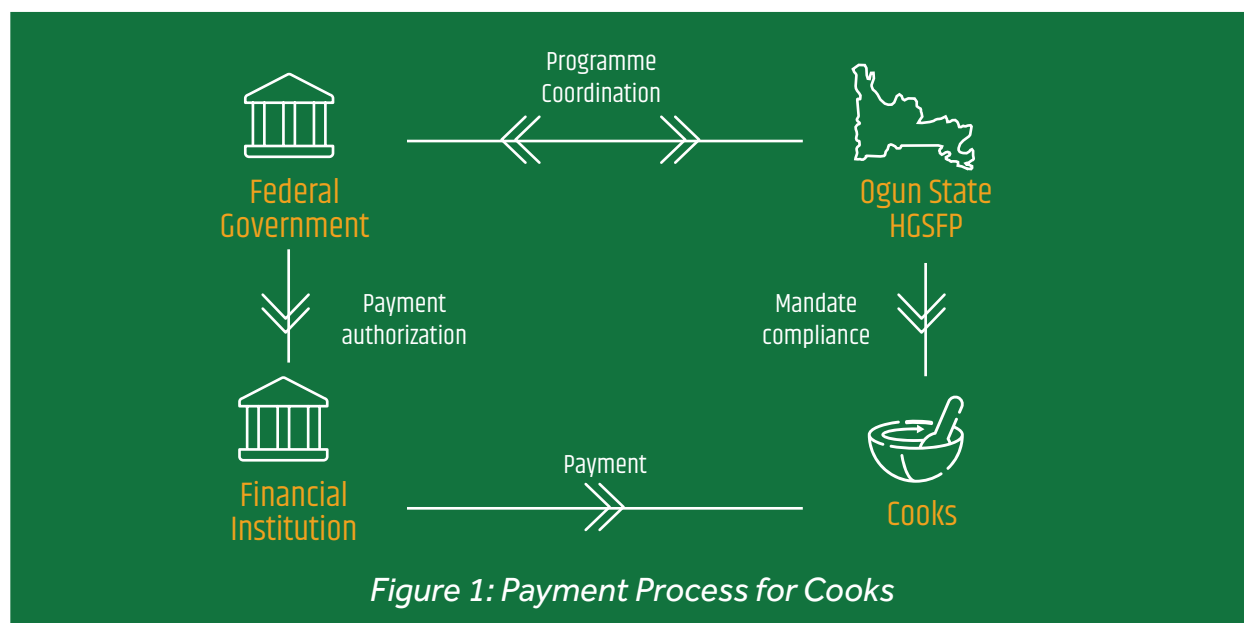 Programme
Coordination
Federal
Government
Ogun State
HGSFP
Payment
authorization
Mandate
compliance
Financial
Institution
Payment
Cooks
Figure 1: Payment Process for Cooks